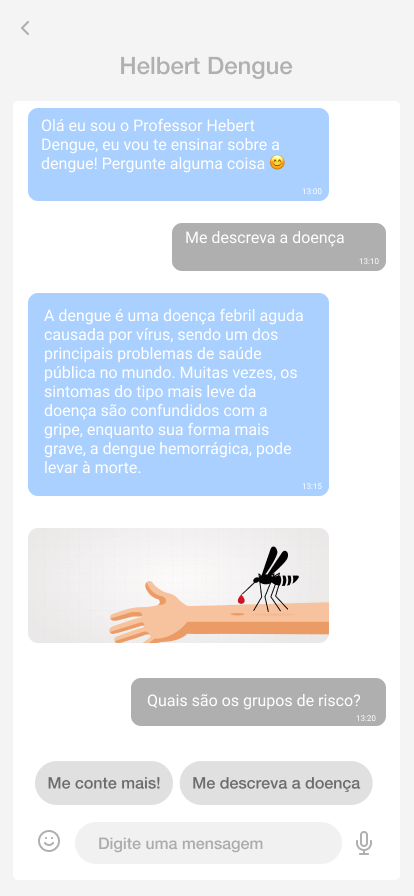 Helbert Dengue
Olá eu sou o Professor Hebert
Dengue, eu vou te ensinar sobre a
dengue! Pergunte alguma coisa 😊
13:00
Me descreva a doença
13:10
A dengue é uma doença febril aguda
causada por vírus, sendo um dos
principais problemas de saúde
pública no mundo. Muitas vezes, os
sintomas do tipo mais leve da
doença são confundidos com a
gripe, enquanto sua forma mais
grave, a dengue hemorrágica, pode
levar à morte.
13:15
Quais são os grupos de risco?
13:20
Me conte mais!
Me descreva a doença
Digite uma mensagem